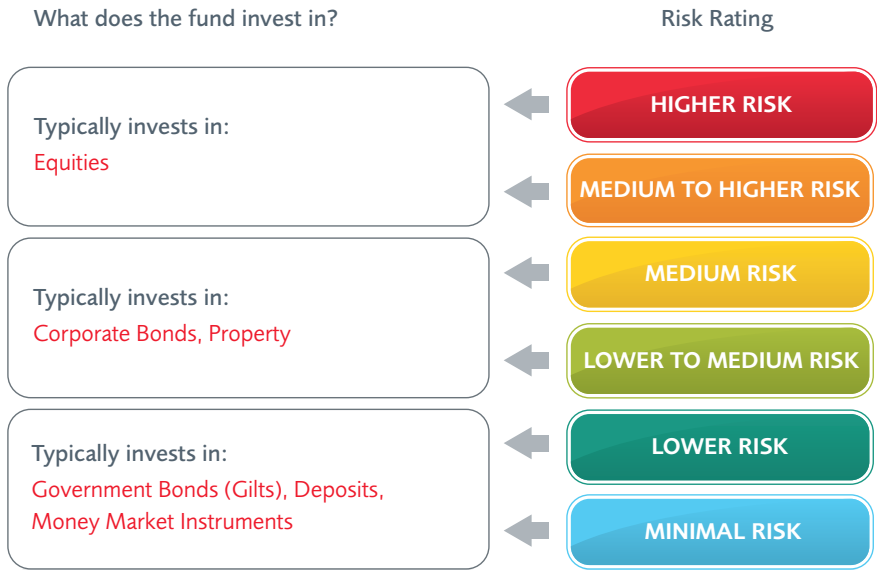 What does the fund invest in?
Risk Rating
Typically invests in:
Equities
HIGHER RISK
MEDIUM TO HIGHER RISK
Typically invests in:
Corporate Bonds, Property
MEDIUM RISK
LOWER TO MEDIUM RISK
Typically invests in:
Government Bonds (Gilts), Deposits,
Money Market Instruments
LOWER RISK
MINIMAL RISK